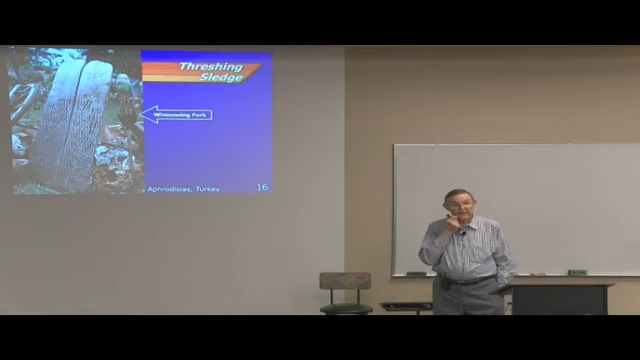 Threshing
Sledge
Winnowing Fork
Aphrodisias, Turkey
16